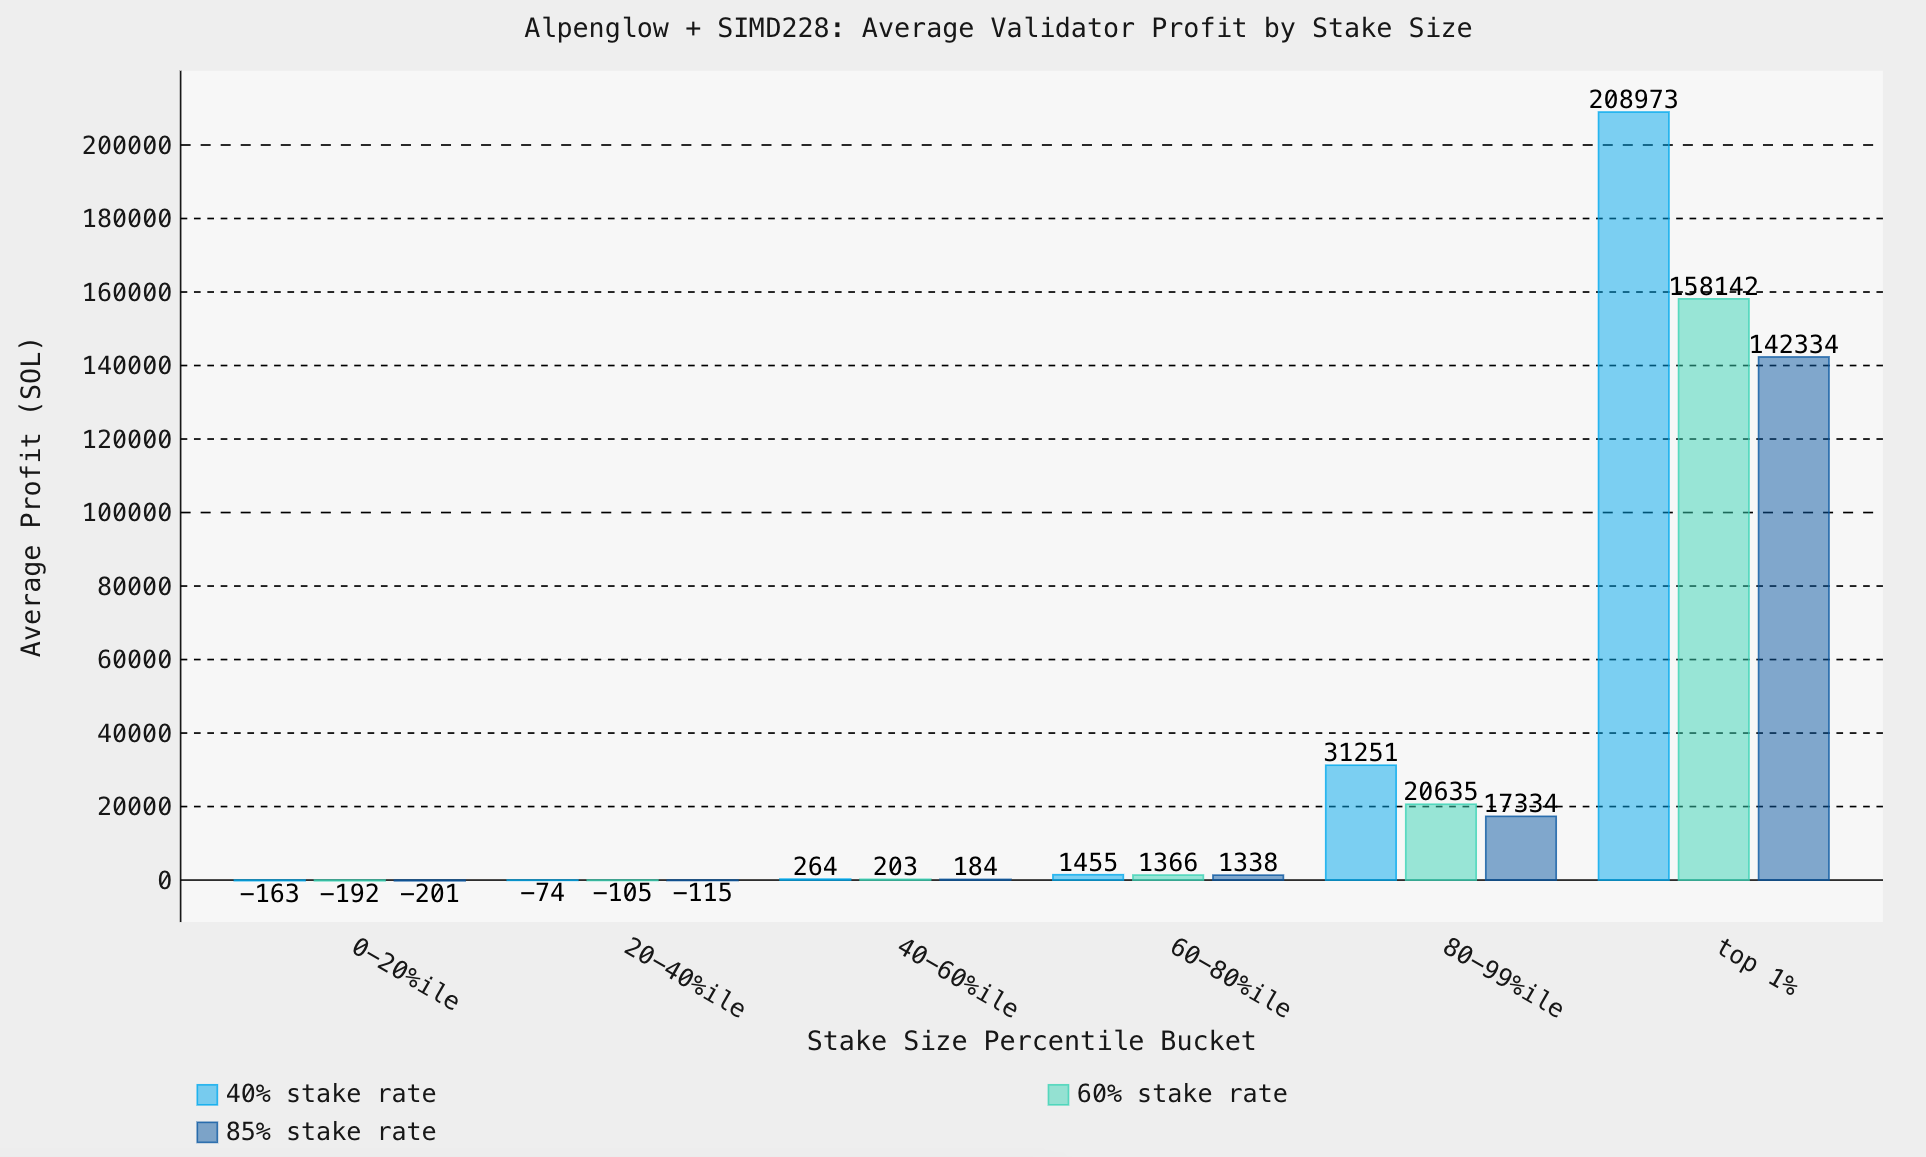 Alpenglow + SIMD228: Average Validator Profit by Stake Size
Average Profit (SOL)
200000
180000
160000
140000
120000
100000
80000
60000
40000
20000
0
−163
−192
−201
−74
−105
−115
264
203
184
1455
1366
1338
31251
20635
17334
208973
158142
142334
0−20%ile
20−40%ile
40−60%ile
60−80%ile
80−99%ile
top 1%
Stake Size Percentile Bucket
40% stake rate
60% stake rate
85% stake rate